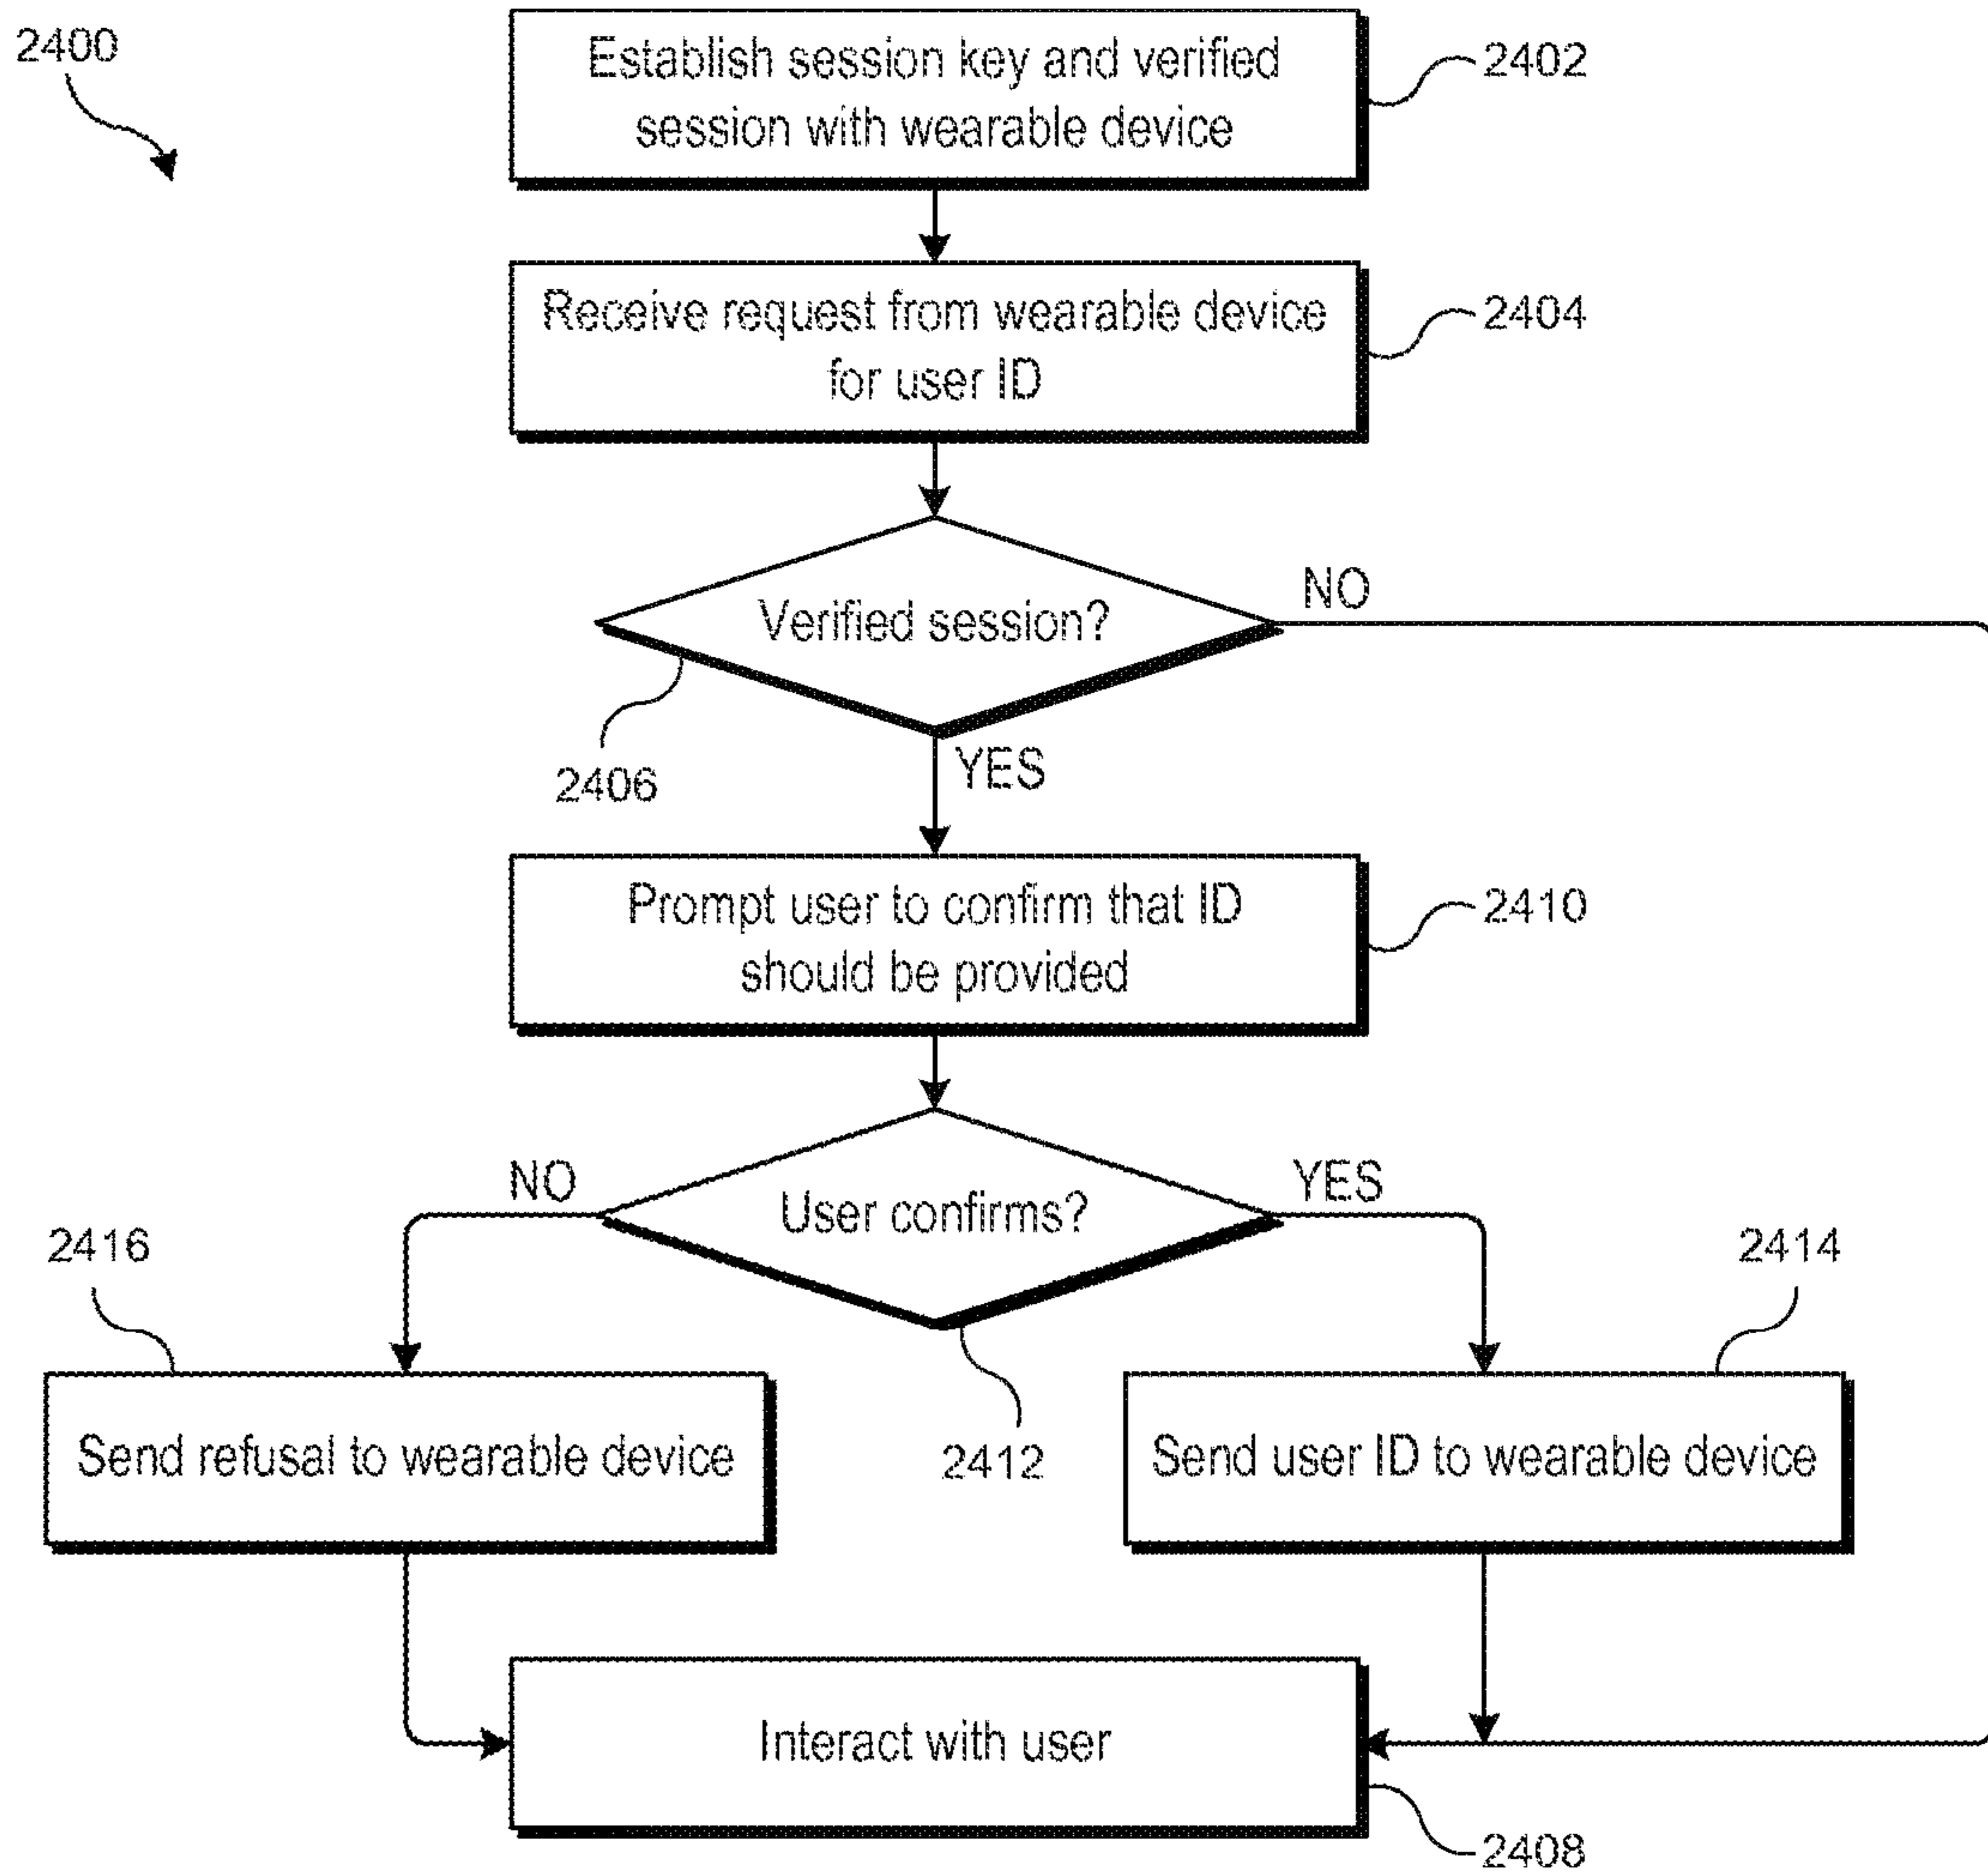 2400
Establish session key and verified
session with wearable device
2402
Receive request from wearable device
for user ID
2404
Verified session?
NO
2406
YES
Prompt user to confirm that ID
should be provided
2410
NO
User confirms?
YES
2416
2414
Send refusal to wearable device
2412
Send user ID to wearable device
Interact with user
2408